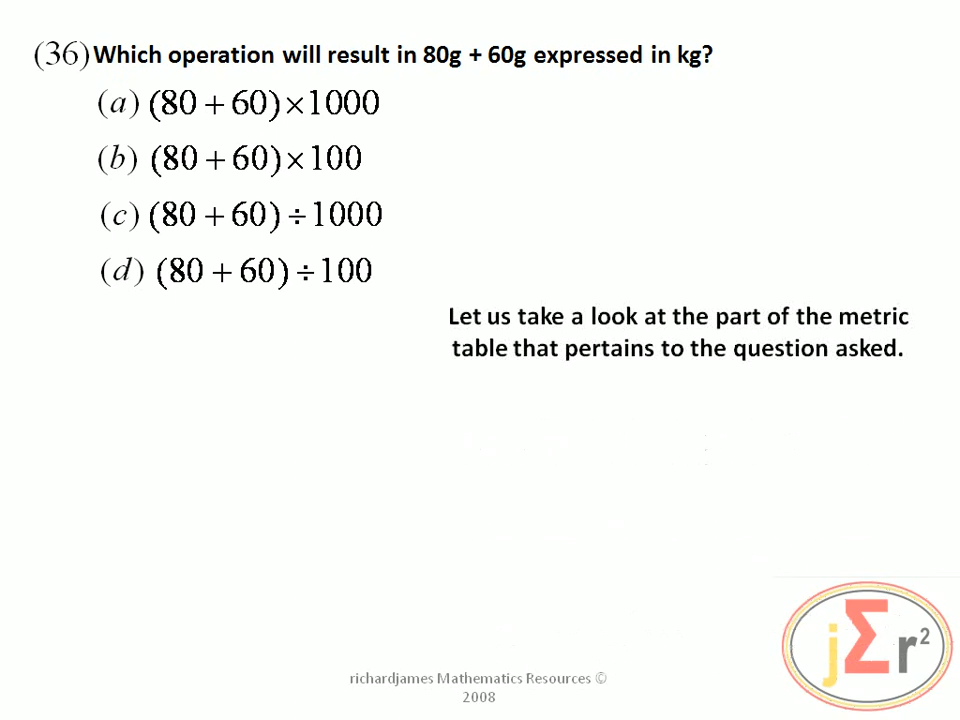 (36) Which operation will result in 80g + 60g expressed in kg?
(a) (80 + 60) × 1000
(b) (80 + 60) × 100
(c) (80 + 60) ÷ 1000
(d) (80 + 60) ÷ 100
Let us take a look at the part of the metric
table that pertains to the question asked.
jΣr²
richardjames Mathematics Resources ©
2008